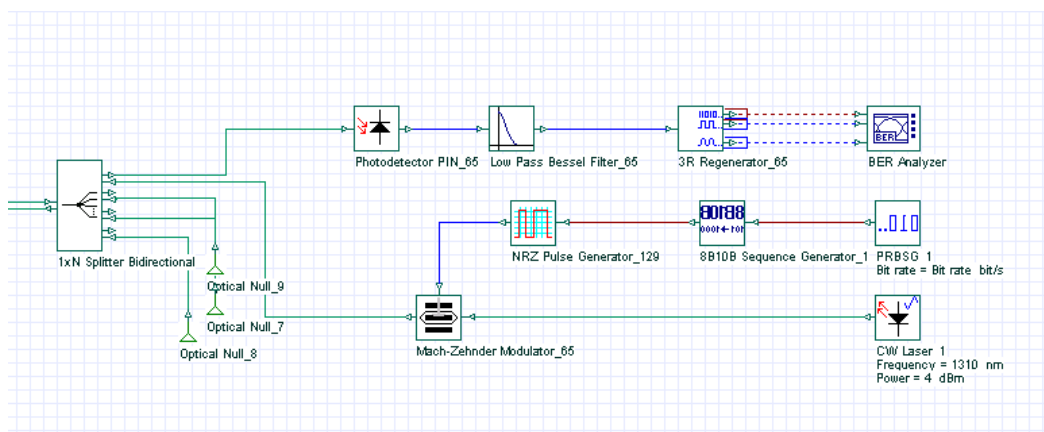 Photodetector PIN_65
Low Pass Bessel Filter_65
3R Regenerator_65
BER
BER Analyzer
1xN Splitter Bidirectional
NRZ Pulse Generator_129
8B10B Sequence Generator_1
..010
PRBSG 1
Bit rate = Bit rate bit/s
Optical Null_9
Optical Null_7
Optical Null_8
Mach-Zehnder Modulator_65
CW Laser 1
Frequency = 1310 nm
Power = 4 dBm